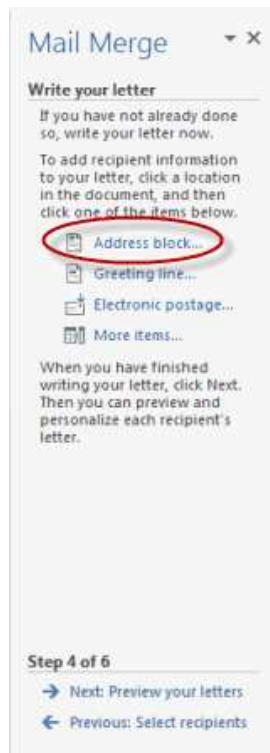 Mail Merge
Write your letter
If you have not already done
so, write your letter now.
To add recipient information
to your letter, click a location
in the document, and then
click one of the items below.
Address block...
Greeting line...
Electronic postage...
More items...
When you have finished
writing your letter, click Next.
Then you can preview and
personalize each recipient's
letter.
Step 4 of 6
Next: Preview your letters
Previous: Select recipients